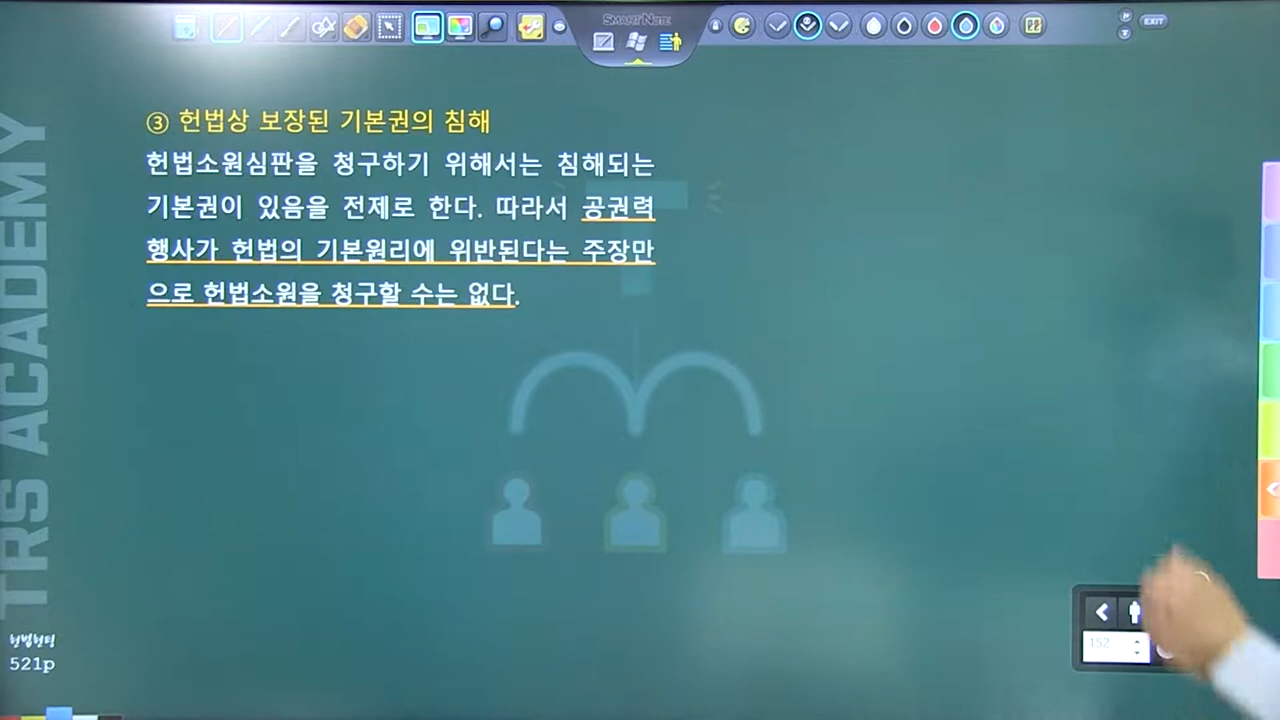 SMART NOTE
EXIT
③ 헌법상 보장된 기본권의 침해
헌법소원심판을 청구하기 위해서는 침해되는
기본권이 있음을 전제로 한다. 따라서 공권력
행사가 헌법의 기본원리에 위반된다는 주장만
으로 헌법소원을 청구할 수는 없다.
TRS ACADEMY
521p
152